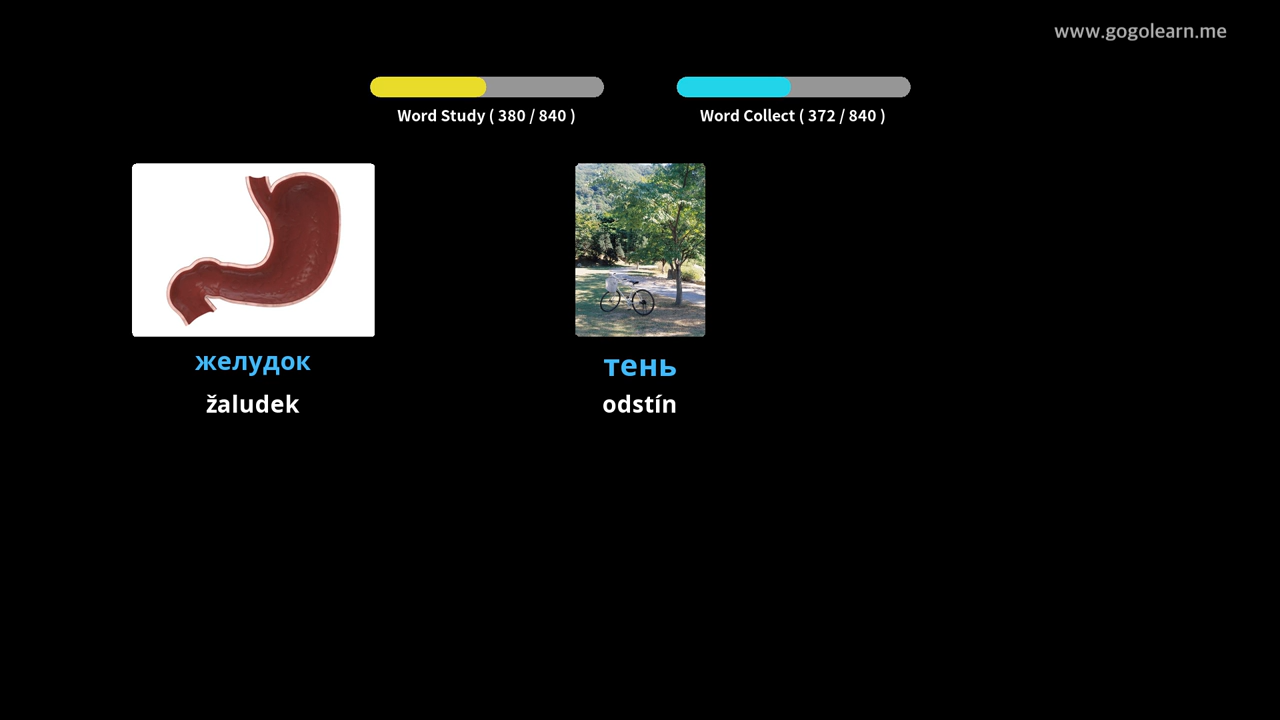 www.gogolearn.me
Word Study ( 380 / 840 )
Word Collect ( 372 / 840 )
желудок
тень
žaludek
odstín